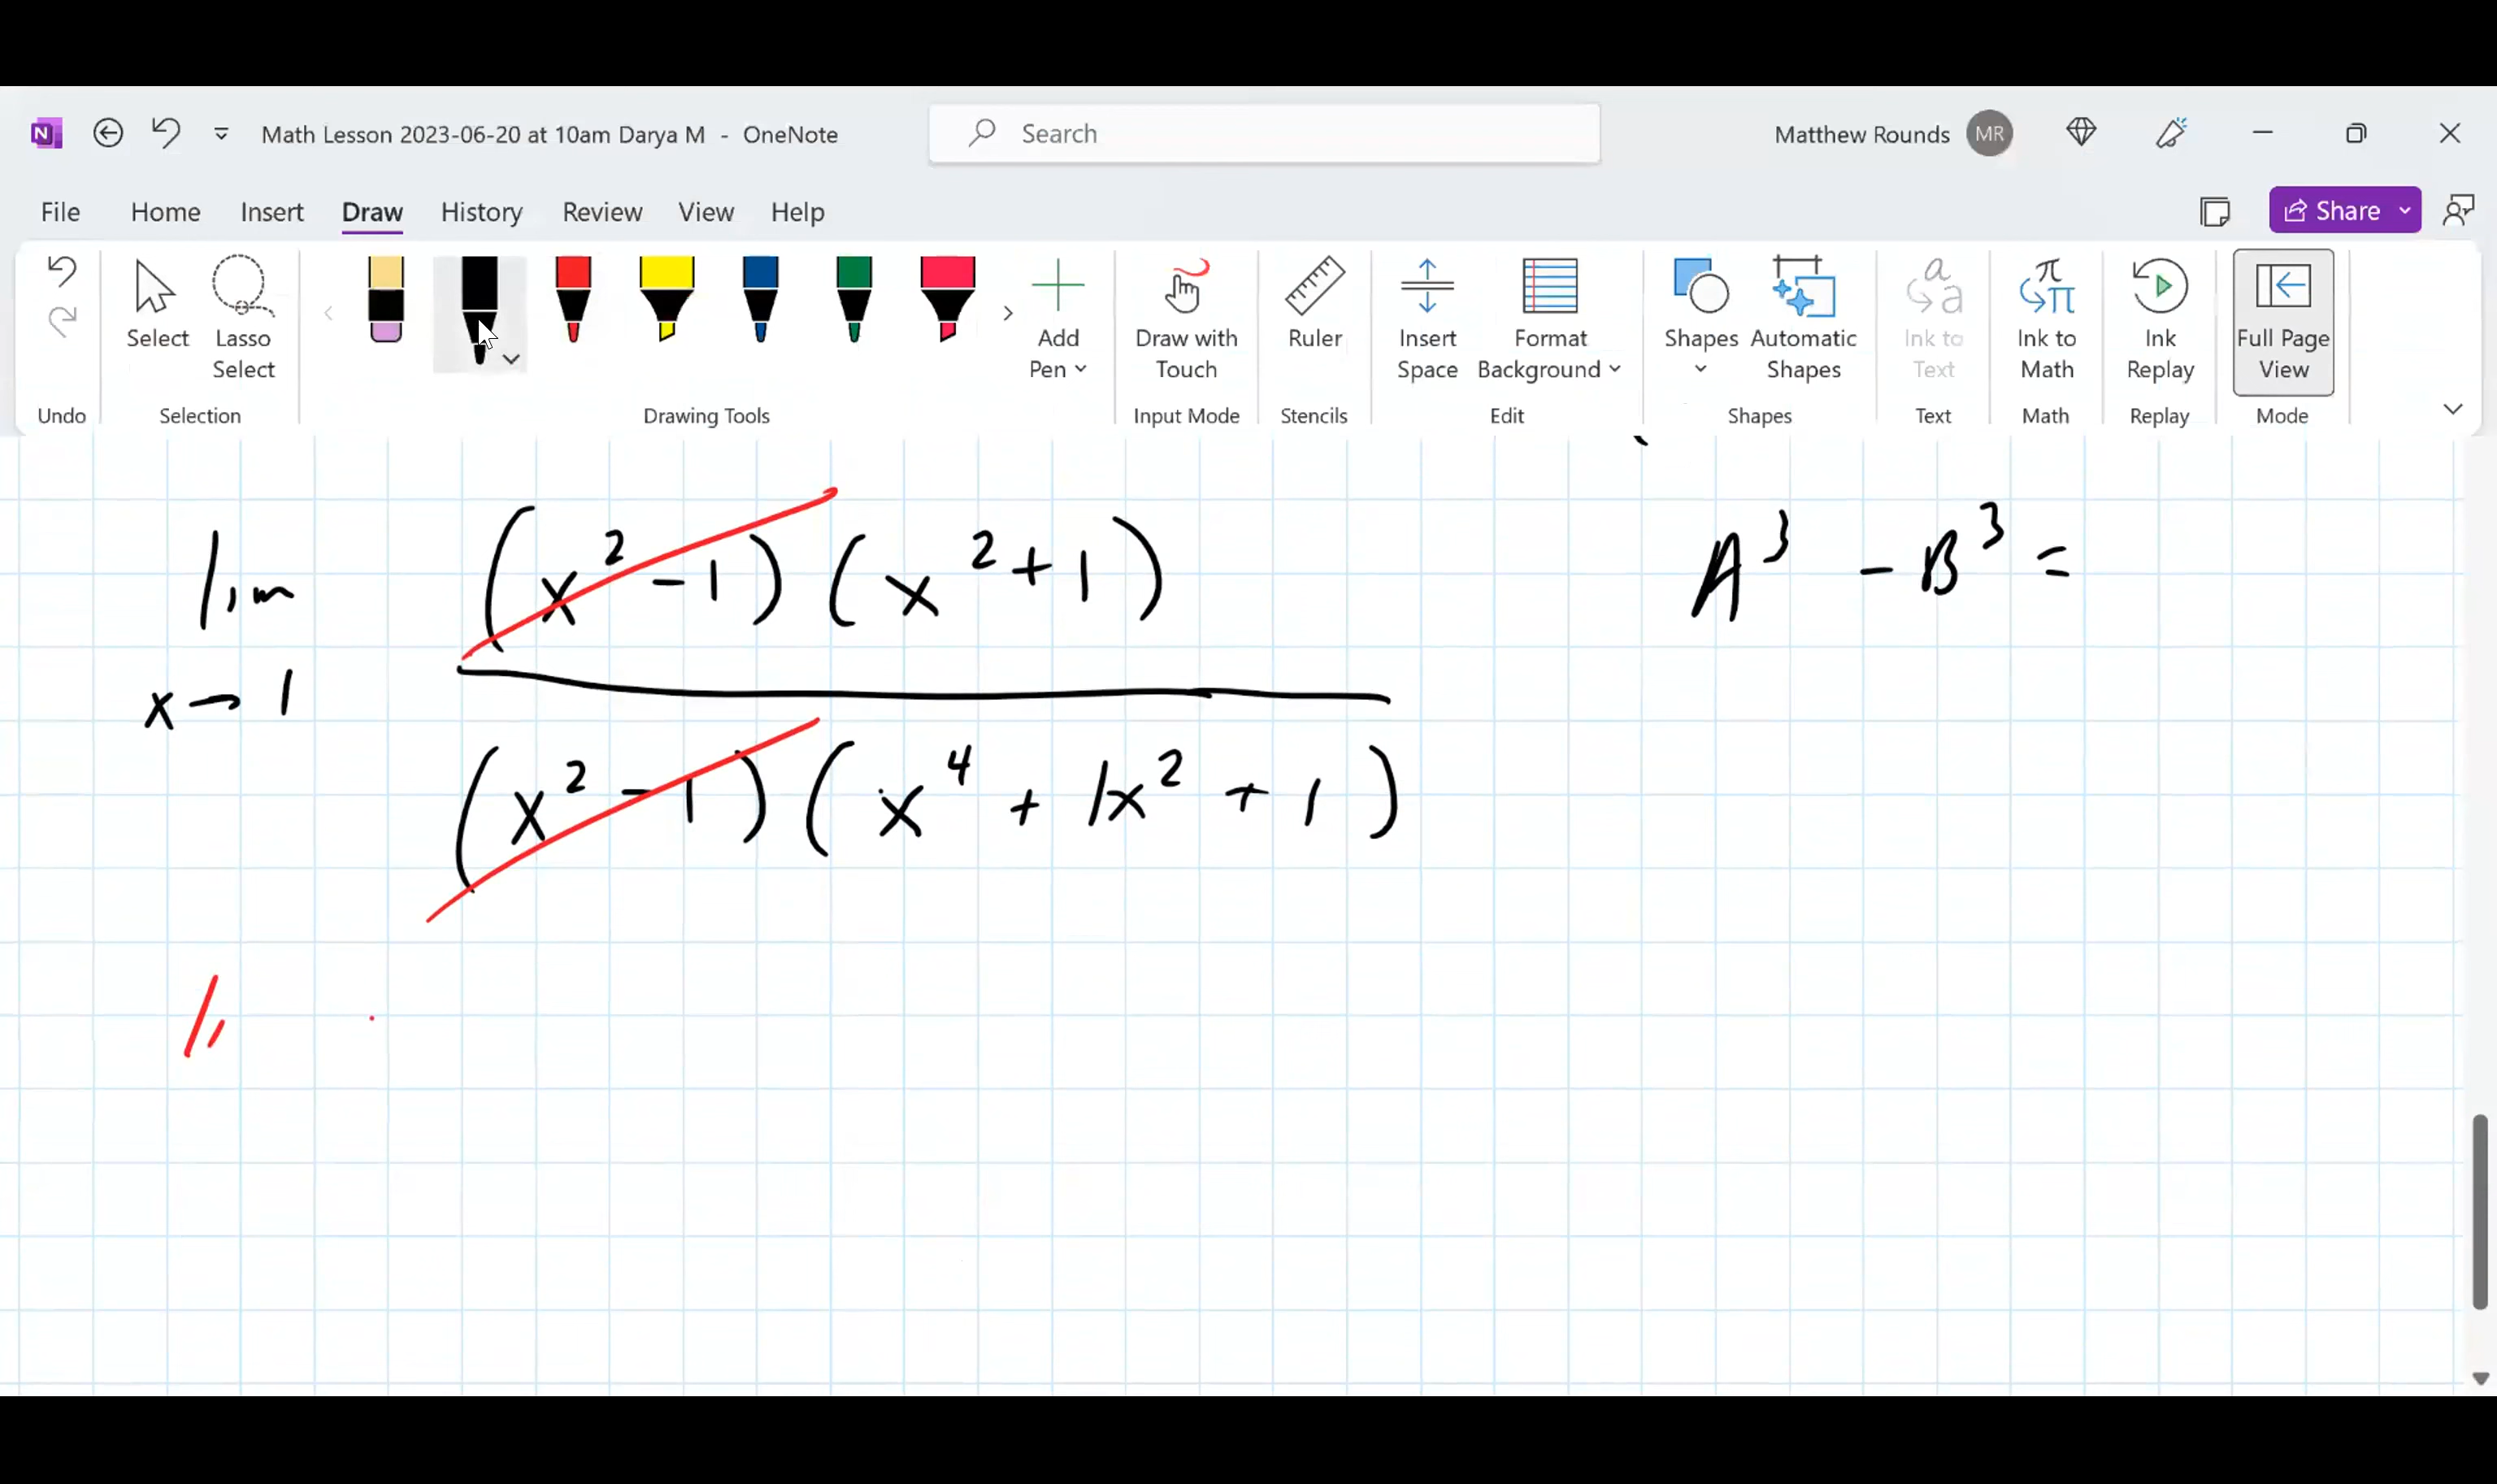 Math Lesson 2023-06-20 at 10am Darya M - OneNote
Search
Matthew Rounds MR
File Home Insert Draw History Review View Help
Share
Select
Lasso Select
Add Pen
Draw with Touch
Ruler
Insert Space
Format Background
Shapes
Automatic Shapes
Ink to Text
Ink to Math
Ink Replay
Full Page View
Undo Selection Drawing Tools Input Mode Stencils Edit Shapes Text Math Replay Mode
lim (x² - 1)(x² + 1)
x → 1
(x² - 1)(x⁴ + 1x² + 1)
A³ - B³ =